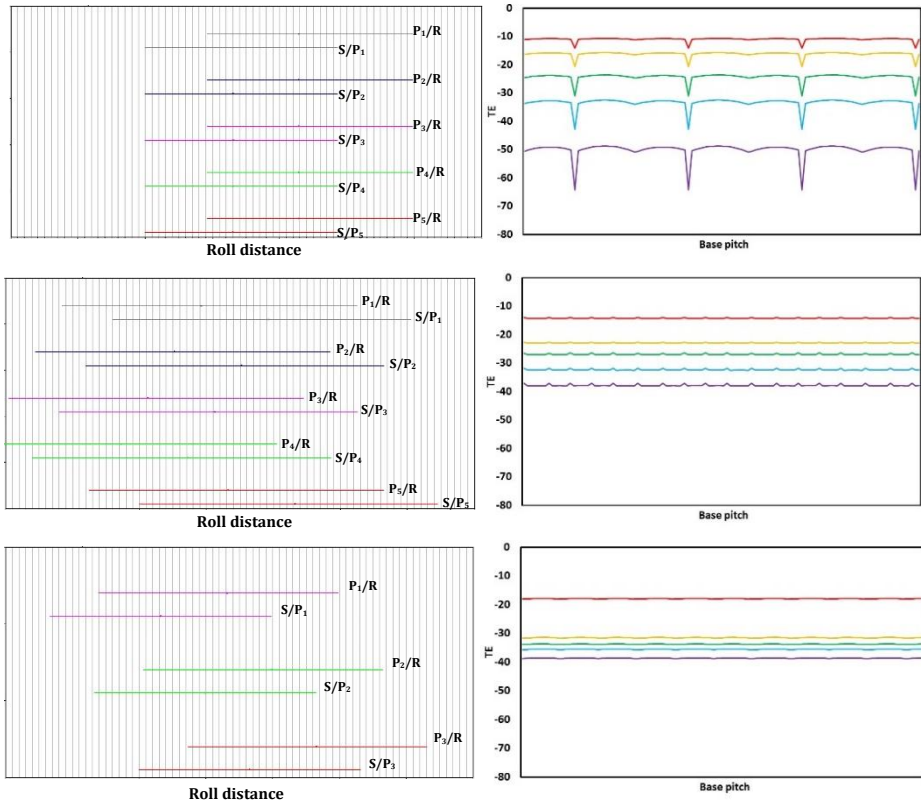 P₁/R
S/P₁
P₂/R
S/P₂
P₃/R
S/P₃
P₄/R
S/P₄
P₅/R
S/P₅
Roll distance
0
-10
-20
-30
-40
-50
-60
-70
-80
TE
Base pitch
P₁/R
S/P₁
P₂/R
S/P₂
P₃/R
S/P₃
P₄/R
S/P₄
P₅/R
S/P₅
Roll distance
0
-10
-20
-30
-40
-50
-60
-70
-80
TE
Base pitch
P₁/R
S/P₁
P₂/R
S/P₂
P₃/R
S/P₃
Roll distance
0
-10
-20
-30
-40
-50
-60
-70
-80
TE
Base pitch